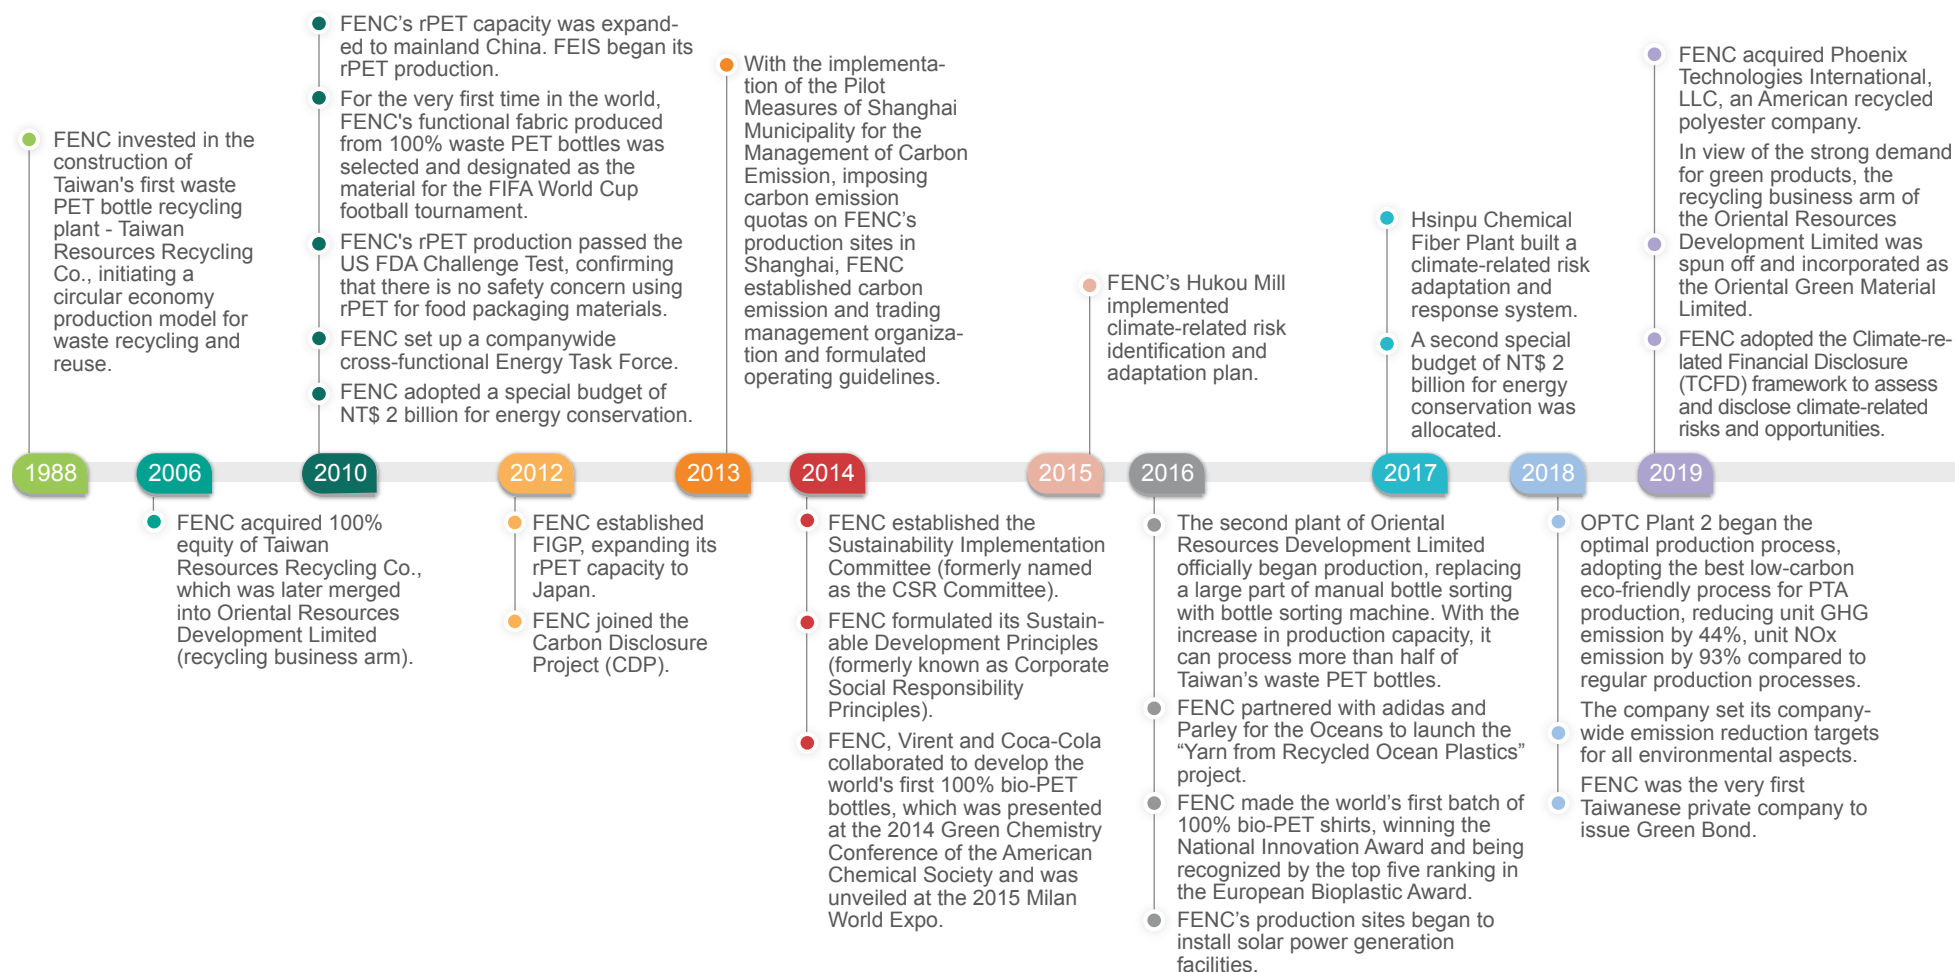 FENC invested in the
construction of
Taiwan's first waste
PET bottle recycling
plant - Taiwan
Resources Recycling
Co., initiating a
circular economy
production model for
waste recycling and
reuse.
1988
2006
FENC acquired 100%
equity of Taiwan
Resources Recycling Co.,
which was later merged
into Oriental Resources
Development Limited
(recycling business arm).
FENC's rPET capacity was expand-
ed to mainland China. FEIS began its
rPET production.
For the very first time in the world,
FENC's functional fabric produced
from 100% waste PET bottles was
selected and designated as the
material for the FIFA World Cup
football tournament.
FENC's rPET production passed the
US FDA Challenge Test, confirming
that there is no safety concern using
rPET for food packaging materials.
FENC set up a companywide
cross-functional Energy Task Force.
FENC adopted a special budget of
NT$ 2 billion for energy conservation.
2010
2012
FENC established
FIGP, expanding its
rPET capacity to
Japan.
FENC joined the
Carbon Disclosure
Project (CDP).
With the implementa-
tion of the Pilot
Measures of Shanghai
Municipality for the
Management of Carbon
Emission, imposing
carbon emission
quotas on FENC's
production sites in
Shanghai, FENC
established carbon
emission and trading
management organiza-
tion and formulated
operating guidelines.
2013
2014
FENC established the
Sustainability Implementation
Committee (formerly named
as the CSR Committee).
FENC formulated its Sustain-
able Development Principles
(formerly known as Corporate
Social Responsibility
Principles).
FENC, Virent and Coca-Cola
collaborated to develop the
world's first 100% bio-PET
bottles, which was presented
at the 2014 Green Chemistry
Conference of the American
Chemical Society and was
unveiled at the 2015 Milan
World Expo.
FENC's Hukou Mill
implemented
climate-related risk
identification and
adaptation plan.
2015
2016
The second plant of Oriental
Resources Development Limited
officially began production, replacing
a large part of manual bottle sorting
with bottle sorting machine. With the
increase in production capacity, it
can process more than half of
Taiwan's waste PET bottles.
FENC partnered with adidas and
Parley for the Oceans to launch the
“Yarn from Recycled Ocean Plastics”
project.
FENC made the world's first batch of
100% bio-PET shirts, winning the
National Innovation Award and being
recognized by the top five ranking in
the European Bioplastic Award.
FENC's production sites began to
install solar power generation
facilities.
Hsinpu Chemical
Fiber Plant built a
climate-related risk
adaptation and
response system.
A second special
budget of NT$ 2
billion for energy
conservation was
allocated.
2017
2018
OPTC Plant 2 began the
optimal production process,
adopting the best low-carbon
eco-friendly process for PTA
production, reducing unit GHG
emission by 44%, unit NOx
emission by 93% compared to
regular production processes.
The company set its company-
wide emission reduction targets
for all environmental aspects.
FENC was the very first
Taiwanese private company to
issue Green Bond.
FENC acquired Phoenix
Technologies International,
LLC, an American recycled
polyester company.
In view of the strong demand
for green products, the
recycling business arm of
the Oriental Resources
Development Limited was
spun off and incorporated as
the Oriental Green Material
Limited.
FENC adopted the Climate-re-
lated Financial Disclosure
(TCFD) framework to assess
and disclose climate-related
risks and opportunities.
2019